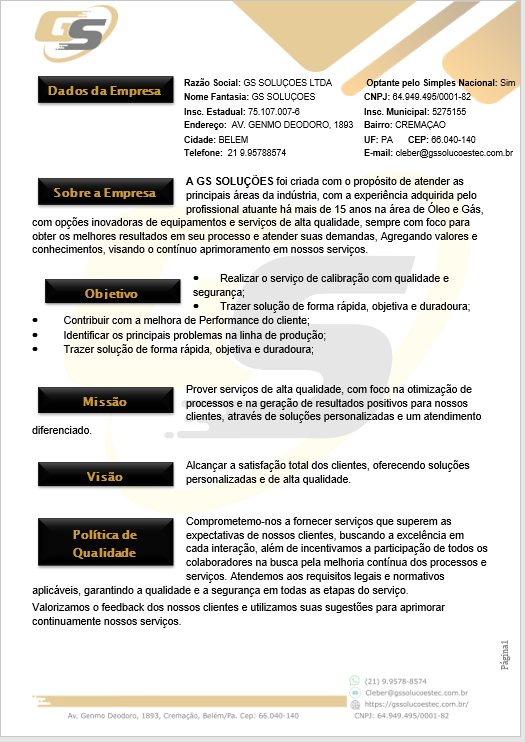 GS
Dados da Empresa
Razão Social: GS SOLUÇOES LTDA Optante pelo Simples Nacional: Sim
Nome Fantasia: GS SOLUÇOES CNPJ: 64.949.495/0001-82
Insc. Estadual: 75.107.007-6 Insc. Municipal: 5275155
Endereço: AV. GENMO DEODORO, 1893 Bairro: CREMAÇAO
Cidade: BELEM UF: PA CEP: 66.040-140
Telefone: 21 9.95788574 E-mail: cleber@gssolucoestec.com.br
Sobre a Empresa
A GS SOLUÇÕES foi criada com o propósito de atender as
principais áreas da indústria, com a experiência adquirida pelo
profissional atuante há mais de 15 anos na área de Óleo e Gás,
com opções inovadoras de equipamentos e serviços de alta qualidade, sempre com foco para
obter os melhores resultados em seu processo e atender suas demandas, Agregando valores e
conhecimentos, visando o contínuo aprimoramento em nossos serviços.
Objetivo
• Realizar o serviço de calibração com qualidade e
segurança;
• Trazer solução de forma rápida, objetiva e duradoura;
• Contribuir com a melhora de Performance do cliente;
• Identificar os principais problemas na linha de produção;
• Trazer solução de forma rápida, objetiva e duradoura;
Missão
Prover serviços de alta qualidade, com foco na otimização de
processos e na geração de resultados positivos para nossos
clientes, através de soluções personalizadas e um atendimento
diferenciado.
Visão
Alcançar a satisfação total dos clientes, oferecendo soluções
personalizadas e de alta qualidade.
Política de
Qualidade
Comprometemo-nos a fornecer serviços que superem as
expectativas de nossos clientes, buscando a excelência em
cada interação, além de incentivamos a participação de todos os
colaboradores na busca pela melhoria contínua dos processos e
serviços. Atendemos aos requisitos legais e normativos
aplicáveis, garantindo a qualidade e a segurança em todas as etapas do serviço.
Valorizamos o feedback dos nossos clientes e utilizamos suas sugestões para aprimorar
continuamente nossos serviços.
Página1
(21) 9.9578-8574
Cleber@gssolucoestec.com.br
https://gssolucoestec.com.br/
Av. Genmo Deodoro, 1893, Cremação, Belém/Pa. Cep: 66.040-140 CNPJ: 64.949.495/0001-82